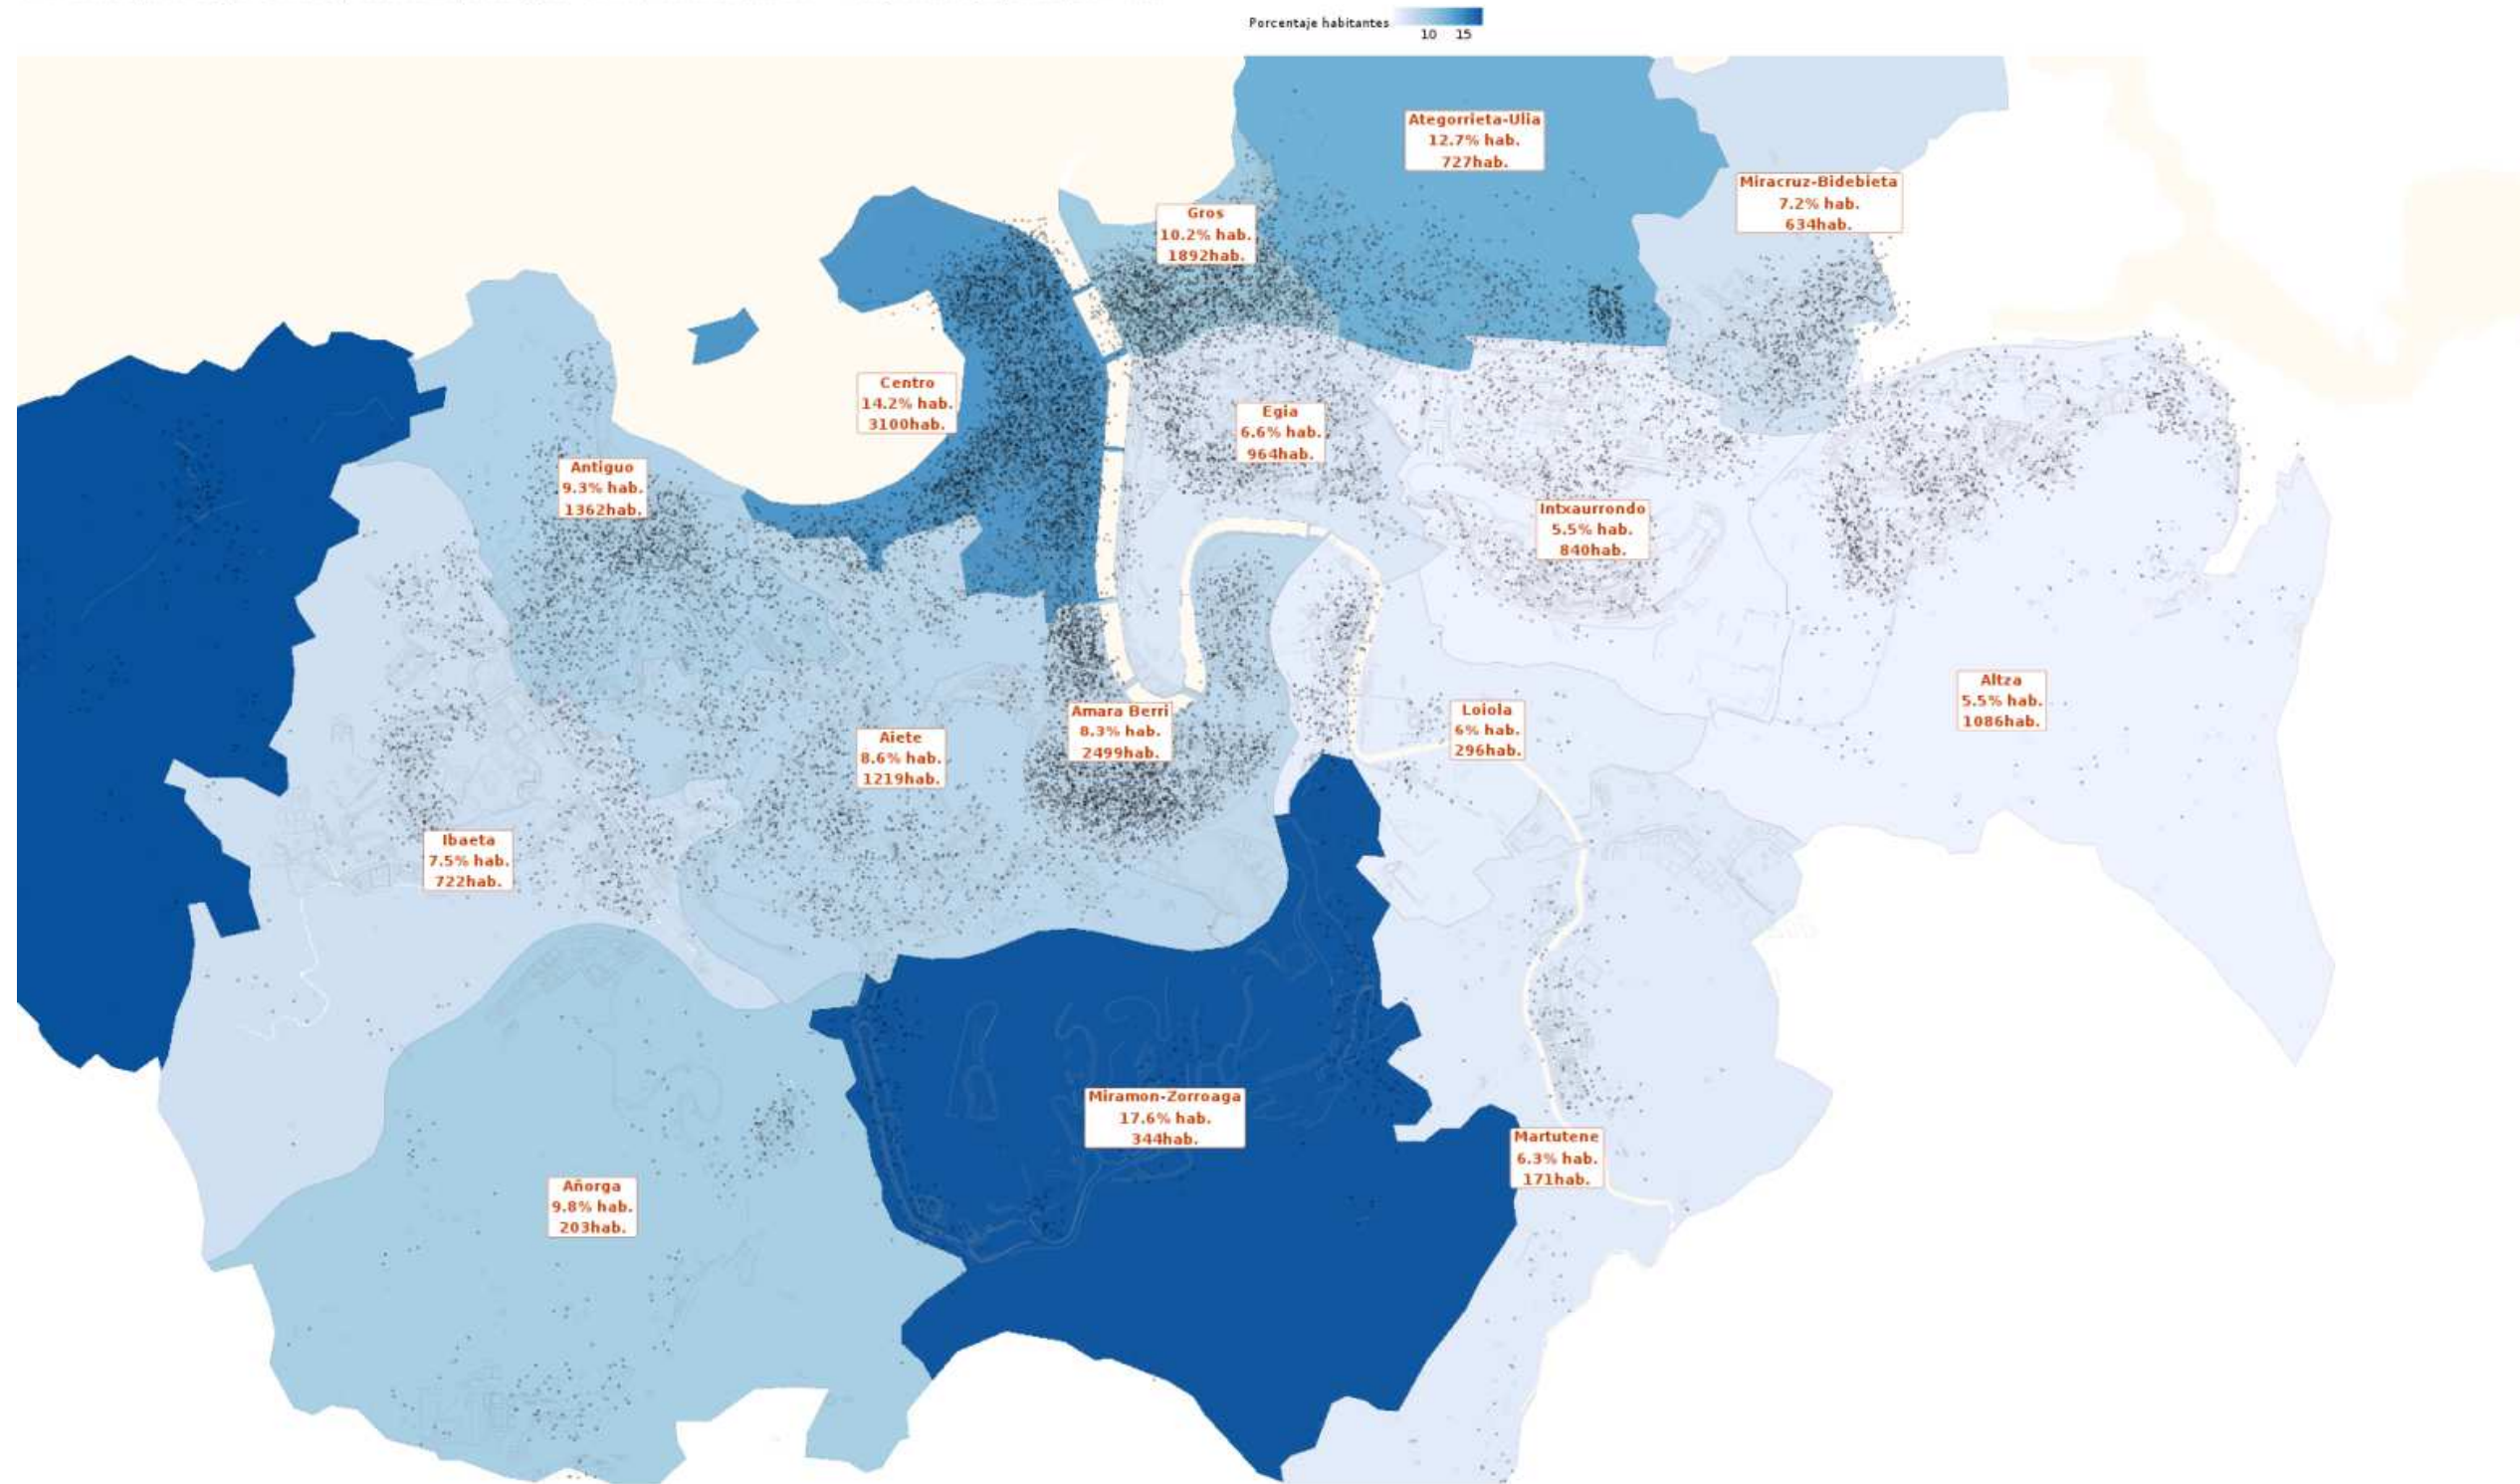 Porcentaje habitantes
10 15
Ategorrieta-Ulia
12.7% hab.
727hab.
Miracruz-Bidebieta
7.2% hab.
634hab.
Gros
10.2% hab.
1892hab.
Centro
14.2% hab.
3100hab.
Egia
6.6% hab.
964hab.
Antiguo
9.3% hab.
1362hab.
Intxaurrondo
5.5% hab.
840hab.
Altza
5.5% hab.
1086hab.
Loiola
6% hab.
296hab.
Amara Berri
8.3% hab.
2499hab.
Aiete
8.6% hab.
1219hab.
Ibaeta
7.5% hab.
722hab.
Miramon-Zorroaga
17.6% hab.
344hab.
Martutene
6.3% hab.
171hab.
Añorga
9.8% hab.
203hab.